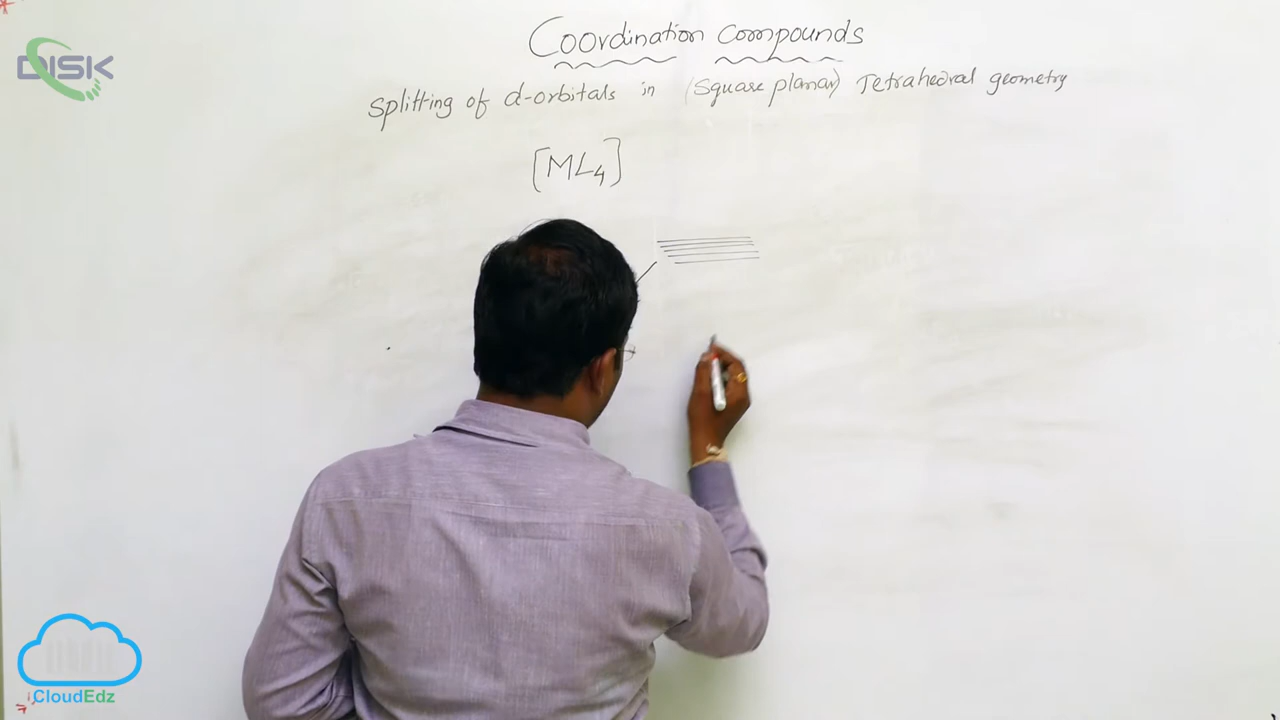 DISK
Coordination Compounds
Splitting of d-orbitals in (Square planar) Tetrahedral geometry
[ML4]
CloudEdz